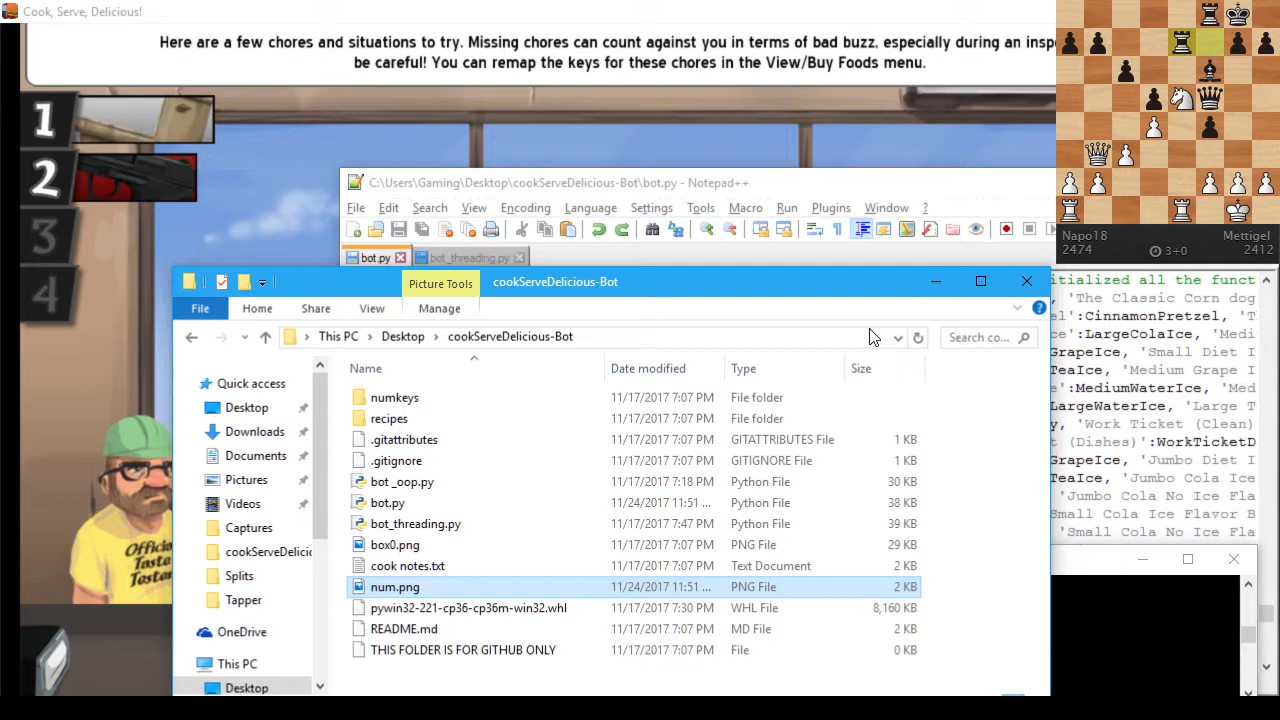 Cook, Serve, Delicious!
Here are a few chores and situations to try. Missing chores can count against you in terms of bad buzz, especially during an insp
be careful! You can remap the keys for these chores in the View/Buy Foods menu.
1
2
3
4
C:\Users\Gaming\Desktop\cookServeDelicious-Bot\bot.py - Notepad++
File Edit Search View Encoding Language Settings Tools Macro Run Plugins Window ?
bot.py bot_threading.py
Picture Tools cookServeDelicious-Bot
File Home Share View Manage
This PC Desktop cookServeDelicious-Bot Search co...
Name Date modified Type Size
Quick access
Desktop
Downloads
Documents
Pictures
Videos
Captures
cookServeDelicio
Splits
Tapper
OneDrive
This PC
Desktop
numkeys 11/17/2017 7:07 PM File folder
recipes 11/17/2017 7:07 PM File folder
.gitattributes 11/17/2017 7:07 PM GITATTRIBUTES File 1 KB
.gitignore 11/17/2017 7:07 PM GITIGNORE File 1 KB
bot _oop.py 11/17/2017 7:18 PM Python File 30 KB
bot.py 11/24/2017 11:51 ... Python File 38 KB
bot_threading.py 11/17/2017 7:47 PM Python File 39 KB
box0.png 11/17/2017 7:07 PM PNG File 29 KB
cook notes.txt 11/17/2017 7:07 PM Text Document 2 KB
num.png 11/24/2017 11:51 ... PNG File 2 KB
pywin32-221-cp36-cp36m-win32.whl 11/17/2017 7:30 PM WHL File 8,160 KB
README.md 11/17/2017 7:07 PM MD File 2 KB
THIS FOLDER IS FOR GITHUB ONLY 11/17/2017 7:07 PM File 0 KB
Official
Taste
Tester
Napo18 Mettigel
2474 3+0 2412
itialized all the funct
, 'The Classic Corn dog
el':CinnamonPretzel, 'T
':LargeColaIce, 'Medi
GrapeIce, 'Small Diet I
TeaIce, 'Medium Grape I
e':MediumWaterIce, 'Med
LargeWaterIce, 'Large T
y, 'Work Ticket (Clean)
t (Dishes)':WorkTicketD
GrapeIce, 'Jumbo Diet I
TeaIce, 'Jumbo Cola Ice
'Jumbo Cola No Ice Fla
Small Cola Ice Flavor B
'Small Cola No Ice Flav